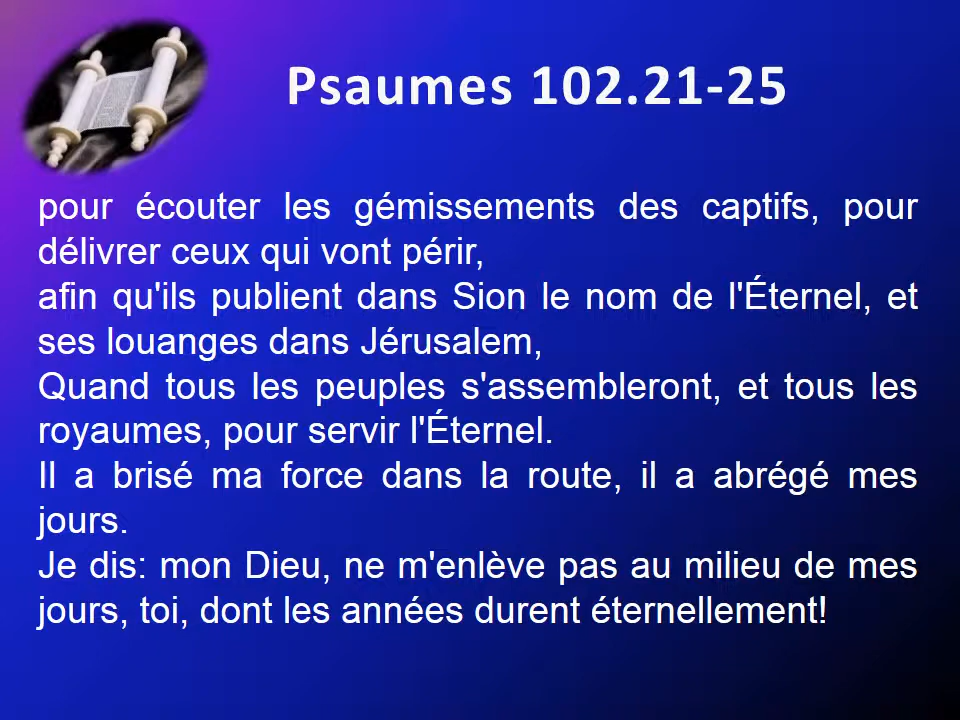 Psaumes 102.21-25
pour écouter les gémissements des captifs, pour
délivrer ceux qui vont périr,
afin qu'ils publient dans Sion le nom de l'Éternel, et
ses louanges dans Jérusalem,
Quand tous les peuples s'assembleront, et tous les
royaumes, pour servir l'Éternel.
Il a brisé ma force dans la route, il a abrégé mes
jours.
Je dis: mon Dieu, ne m'enlève pas au milieu de mes
jours, toi, dont les années durent éternellement!